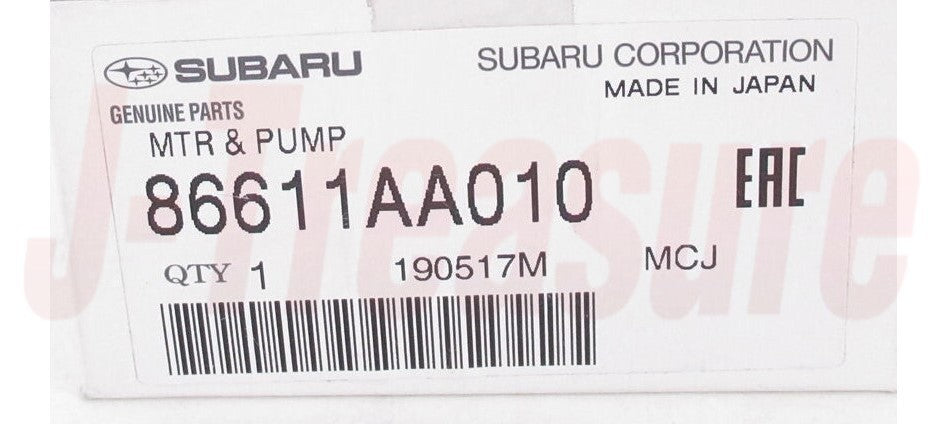 SUBARU SUBARU CORPORATION
MADE IN JAPAN
GENUINE PARTS
MTR & PUMP
86611AA010 EAC
QTY 1 190517M MCJ
J-Treasure